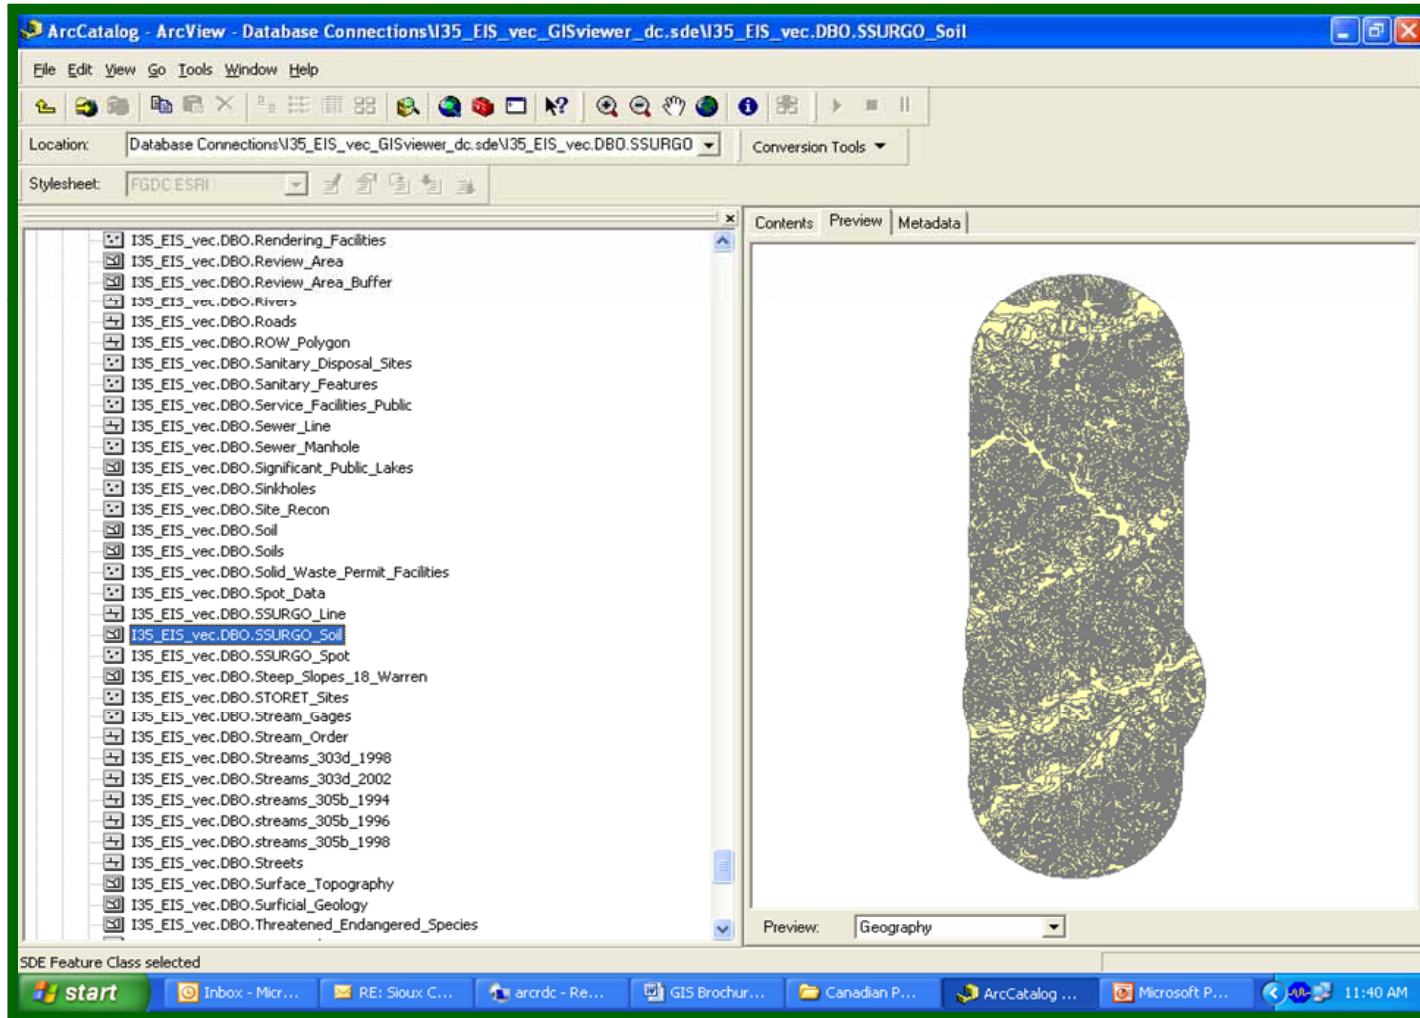 ArcCatalog - ArcView - Database Connections\I35_EIS_vec_GISviewer_dc.sde\I35_EIS_vec.DBO.SSURGO_Soil
File Edit View Go Tools Window Help
Location: Database Connections\I35_EIS_vec_GISviewer_dc.sde\I35_EIS_vec.DBO.SSURGO Conversion Tools
Stylesheet: FGDC ESRI
Contents Preview Metadata
I35_EIS_vec.DBO.Rendering_Facilities
I35_EIS_vec.DBO.Review_Area
I35_EIS_vec.DBO.Review_Area_Buffer
I35_EIS_vec.DBO.Rivers
I35_EIS_vec.DBO.Roads
I35_EIS_vec.DBO.ROW_Polygon
I35_EIS_vec.DBO.Sanitary_Disposal_Sites
I35_EIS_vec.DBO.Sanitary_Features
I35_EIS_vec.DBO.Service_Facilities_Public
I35_EIS_vec.DBO.Sewer_Line
I35_EIS_vec.DBO.Sewer_Manhole
I35_EIS_vec.DBO.Significant_Public_Lakes
I35_EIS_vec.DBO.Sinkholes
I35_EIS_vec.DBO.Site_Recon
I35_EIS_vec.DBO.Soil
I35_EIS_vec.DBO.Soils
I35_EIS_vec.DBO.Solid_Waste_Permit_Facilities
I35_EIS_vec.DBO.Spot_Data
I35_EIS_vec.DBO.SSURGO_Line
I35_EIS_vec.DBO.SSURGO_Soil
I35_EIS_vec.DBO.SSURGO_Spot
I35_EIS_vec.DBO.Steep_Slopes_18_Warren
I35_EIS_vec.DBO.STORET_Sites
I35_EIS_vec.DBO.Stream_Gages
I35_EIS_vec.DBO.Stream_Order
I35_EIS_vec.DBO.Streams_303d_1998
I35_EIS_vec.DBO.Streams_303d_2002
I35_EIS_vec.DBO.streams_305b_1994
I35_EIS_vec.DBO.streams_305b_1996
I35_EIS_vec.DBO.streams_305b_1998
I35_EIS_vec.DBO.Streets
I35_EIS_vec.DBO.Surface_Topography
I35_EIS_vec.DBO.Surficial_Geology
I35_EIS_vec.DBO.Threatened_Endangered_Species
Preview: Geography
SDE Feature Class selected
start Inbox - Micr... RE: Sioux C... arcrdc - Re... GIS Brochur... Canadian P... ArcCatalog ... Microsoft P... 11:40 AM